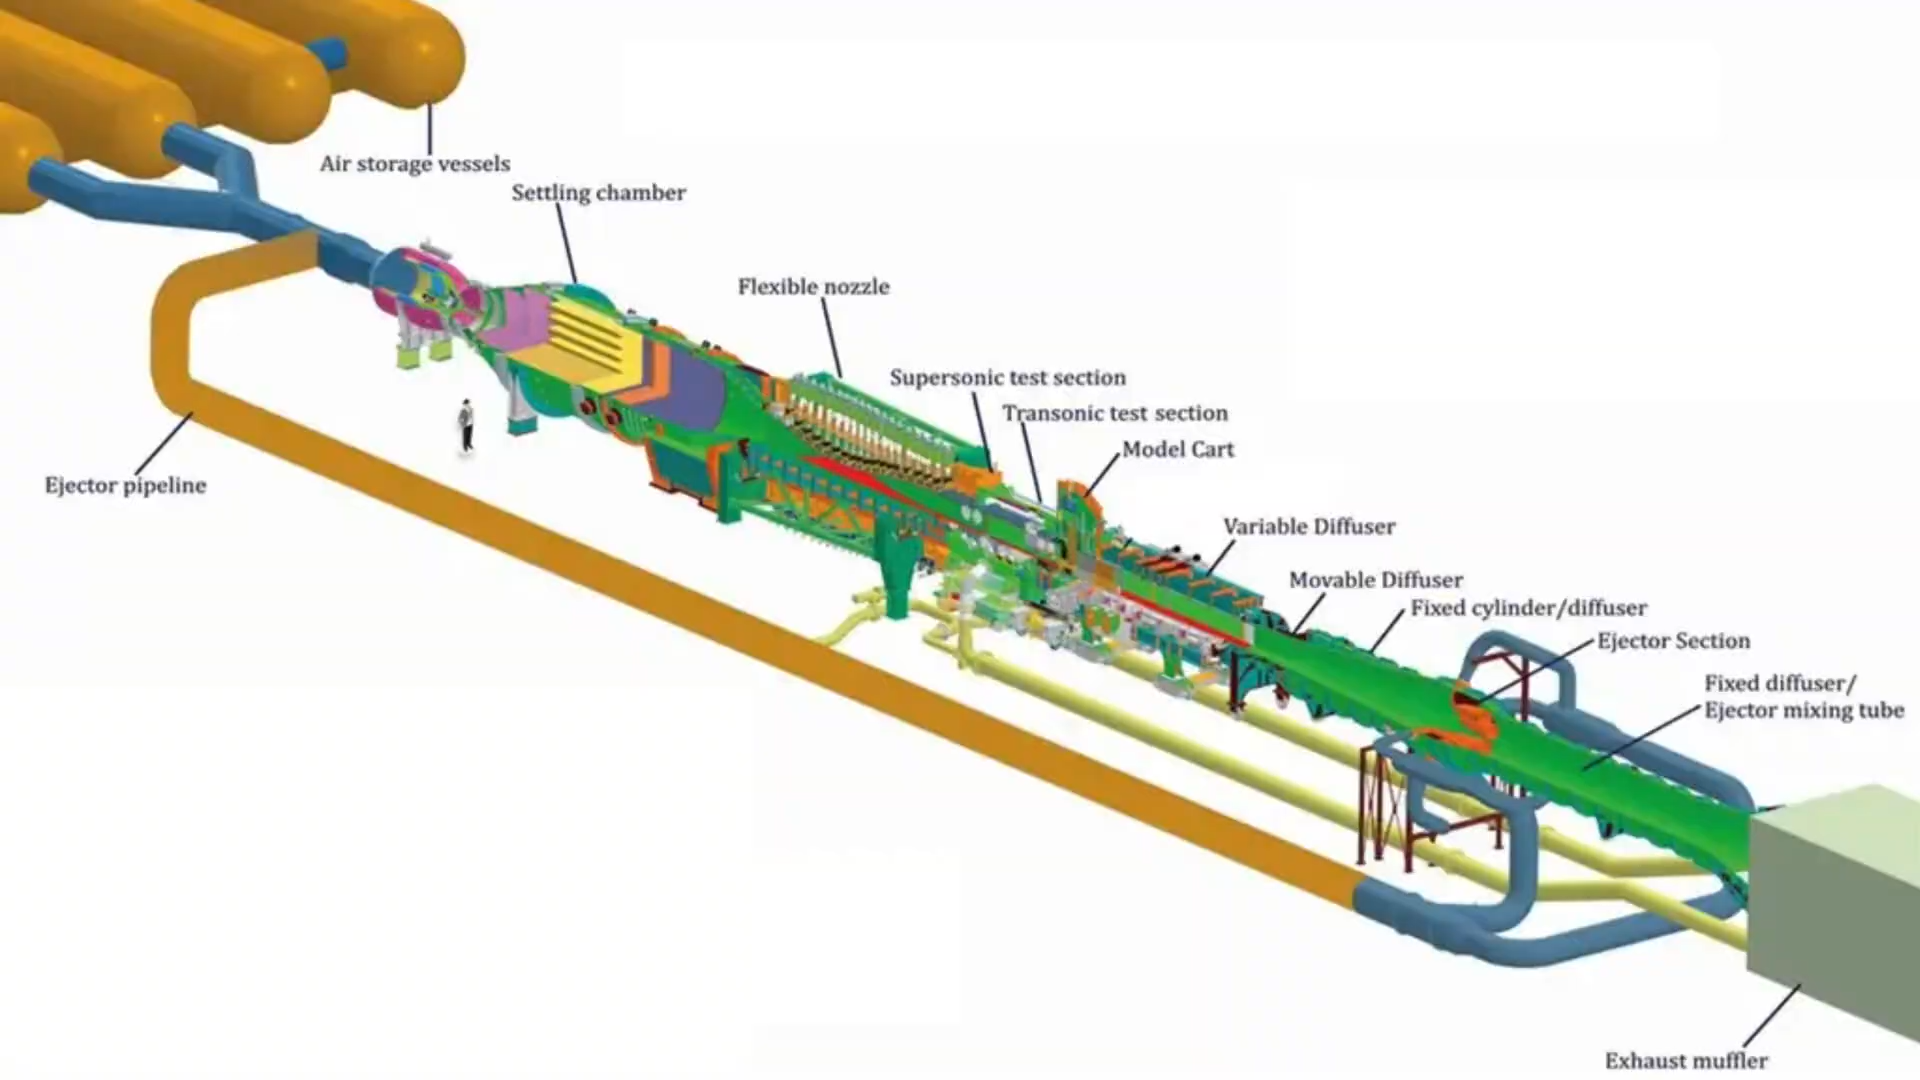 Air storage vessels
Settling chamber
Flexible nozzle
Supersonic test section
Transonic test section
Model Cart
Ejector pipeline
Variable Diffuser
Movable Diffuser
Fixed cylinder/diffuser
Ejector Section
Fixed diffuser/
Ejector mixing tube
Exhaust muffler